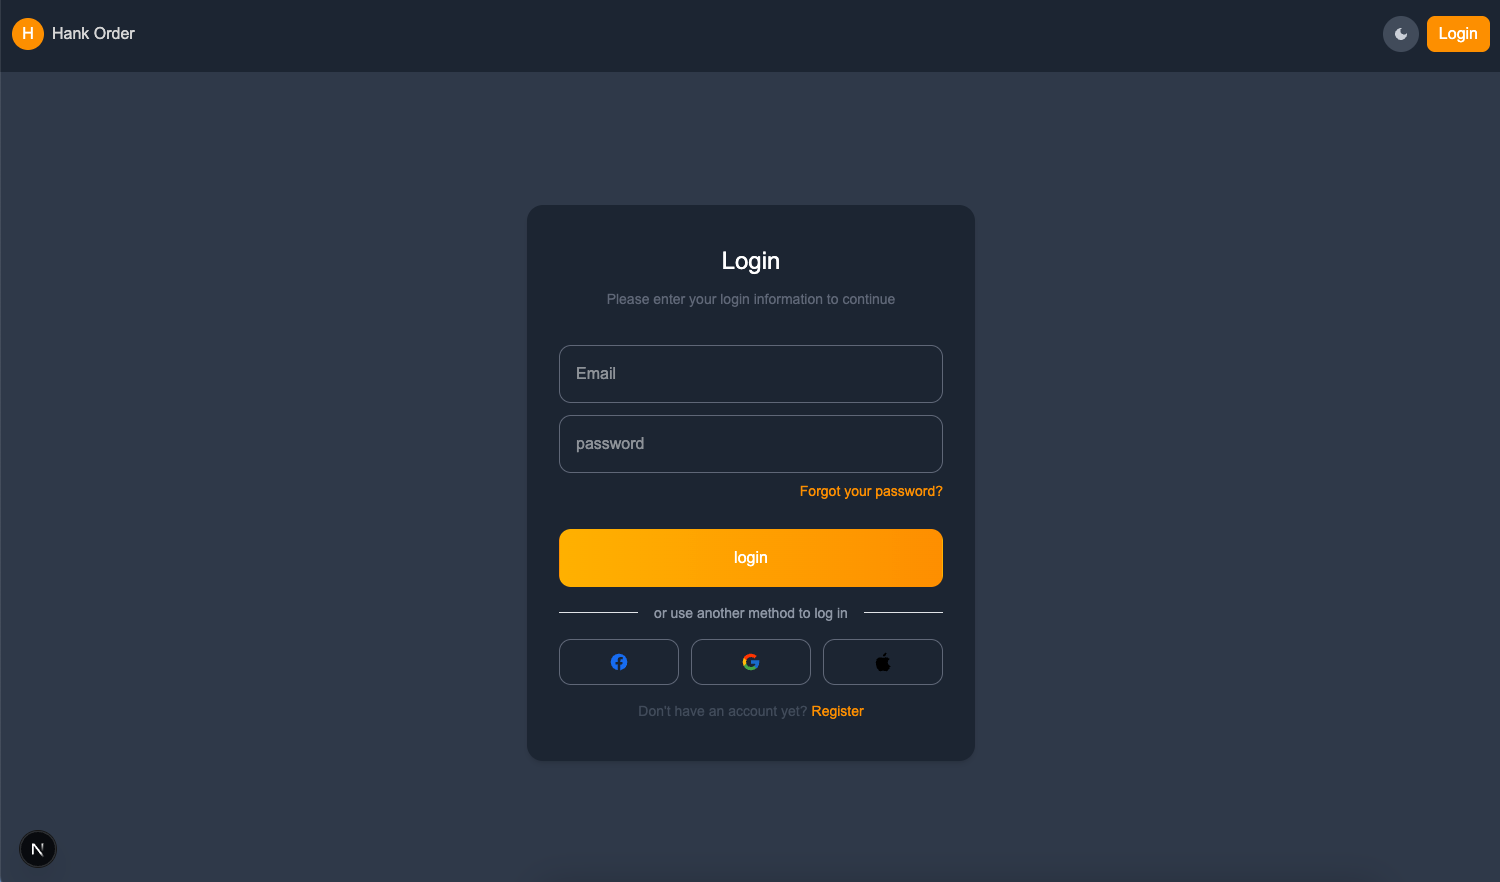 H Hank Order
Login
Login
Please enter your login information to continue
Email
password
Forgot your password?
login
or use another method to log in
Don't have an account yet? Register
N